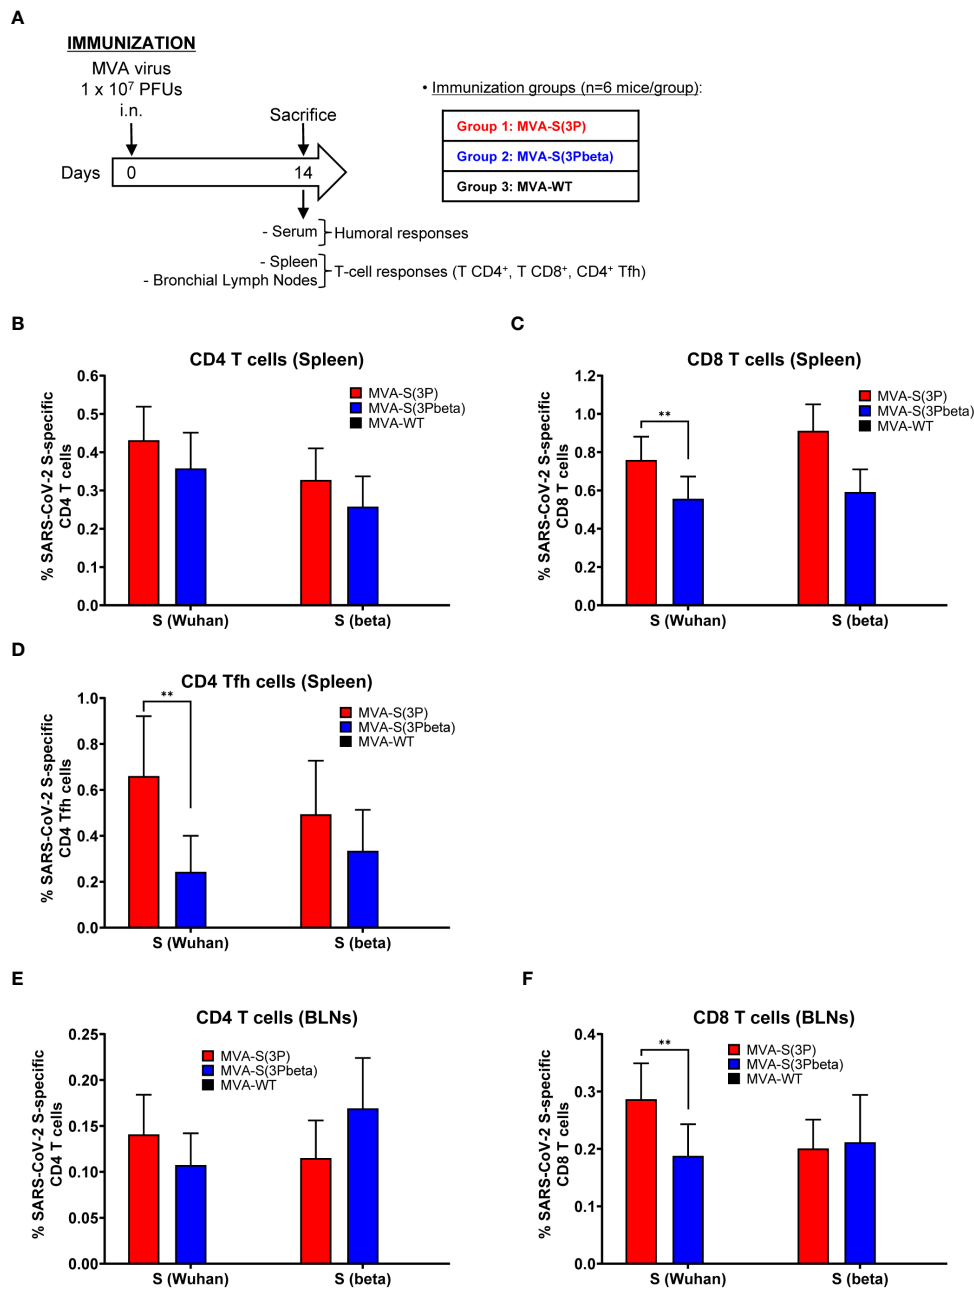 A
IMMUNIZATION
MVA virus
1 x 10⁷ PFUs
i.n.
Sacrifice
Days
0
14
- Serum
Humoral responses
- Spleen
- Bronchial Lymph Nodes
T-cell responses (T CD4⁺, T CD8⁺, CD4⁺ Tfh)
• Immunization groups (n=6 mice/group):
Group 1: MVA-S(3P)
Group 2: MVA-S(3Pbeta)
Group 3: MVA-WT
B
CD4 T cells (Spleen)
% SARS-CoV-2 S-specific
CD4 T cells
0.6
0.5
0.4
0.3
0.2
0.1
0.0
MVA-S(3P)
MVA-S(3Pbeta)
MVA-WT
S (Wuhan)
S (beta)
C
CD8 T cells (Spleen)
% SARS-CoV-2 S-specific
CD8 T cells
1.2
1.0
0.8
0.6
0.4
0.2
0.0
**
MVA-S(3P)
MVA-S(3Pbeta)
MVA-WT
S (Wuhan)
S (beta)
D
CD4 Tfh cells (Spleen)
% SARS-CoV-2 S-specific
CD4 Tfh cells
1.0
0.8
0.6
0.4
0.2
0.0
**
MVA-S(3P)
MVA-S(3Pbeta)
MVA-WT
S (Wuhan)
S (beta)
E
CD4 T cells (BLNs)
% SARS-CoV-2 S-specific
CD4 T cells
0.25
0.20
0.15
0.10
0.05
0.00
MVA-S(3P)
MVA-S(3Pbeta)
MVA-WT
S (Wuhan)
S (beta)
F
CD8 T cells (BLNs)
% SARS-CoV-2 S-specific
CD8 T cells
0.4
0.3
0.2
0.1
0.0
**
MVA-S(3P)
MVA-S(3Pbeta)
MVA-WT
S (Wuhan)
S (beta)